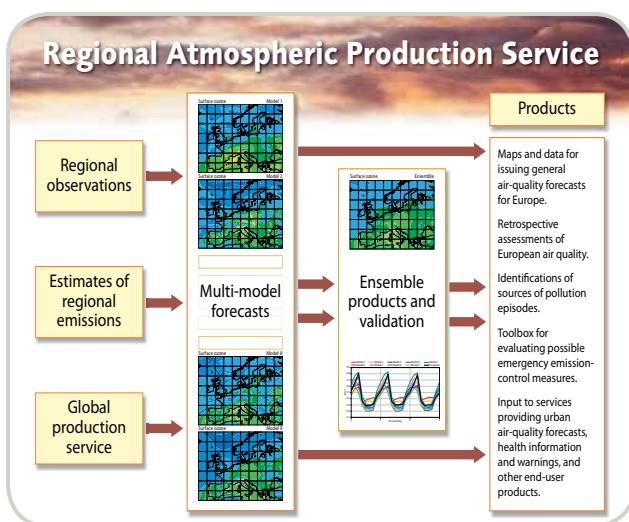 Regional Atmospheric Production Service
Regional
observations
Estimates of
regional
emissions
Global
production
service
Surface ozone Model 1
Surface ozone Model 2
Multi-model
forecasts
Surface ozone Model 8
Surface ozone Model 9
Surface ozone Ensemble
Ensemble
products and
validation
Products
Maps and data for
issuing general
air-quality forecasts
for Europe.
Retrospective
assessments of
European air quality.
Identifications of
sources of pollution
episodes.
Toolbox for
evaluating possible
emergency emission-
control measures.
Input to services
providing urban
air-quality forecasts,
health information
and warnings, and
other end-user
products.